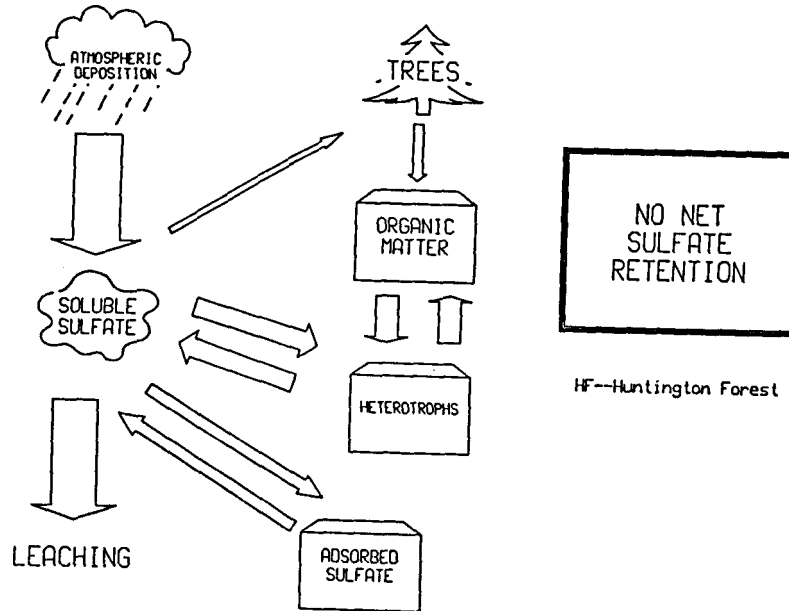 ATMOSPHERIC
DEPOSITION
TREES
ORGANIC
MATTER
NO NET
SULFATE
RETENTION
SOLUBLE
SULFATE
HETEROTROPHS
HF--Huntington Forest
LEACHING
ADSORBED
SULFATE